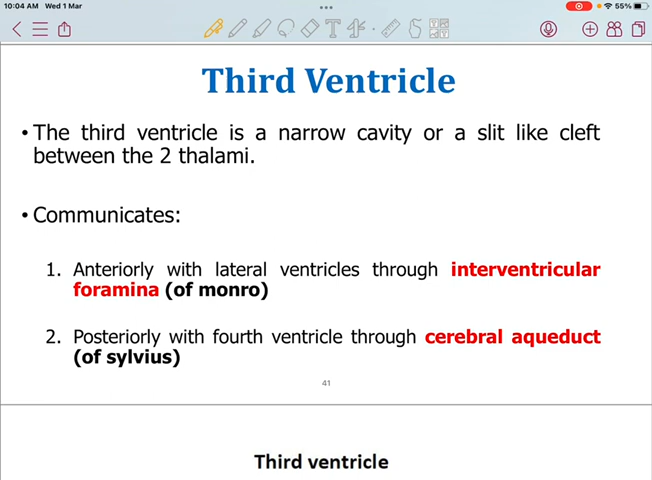 10:04 AM Wed 1 Mar
55%
Third Ventricle
• The third ventricle is a narrow cavity or a slit like cleft
between the 2 thalami.
• Communicates:
1. Anteriorly with lateral ventricles through interventricular
foramina (of monro)
2. Posteriorly with fourth ventricle through cerebral aqueduct
(of sylvius)
41
Third ventricle